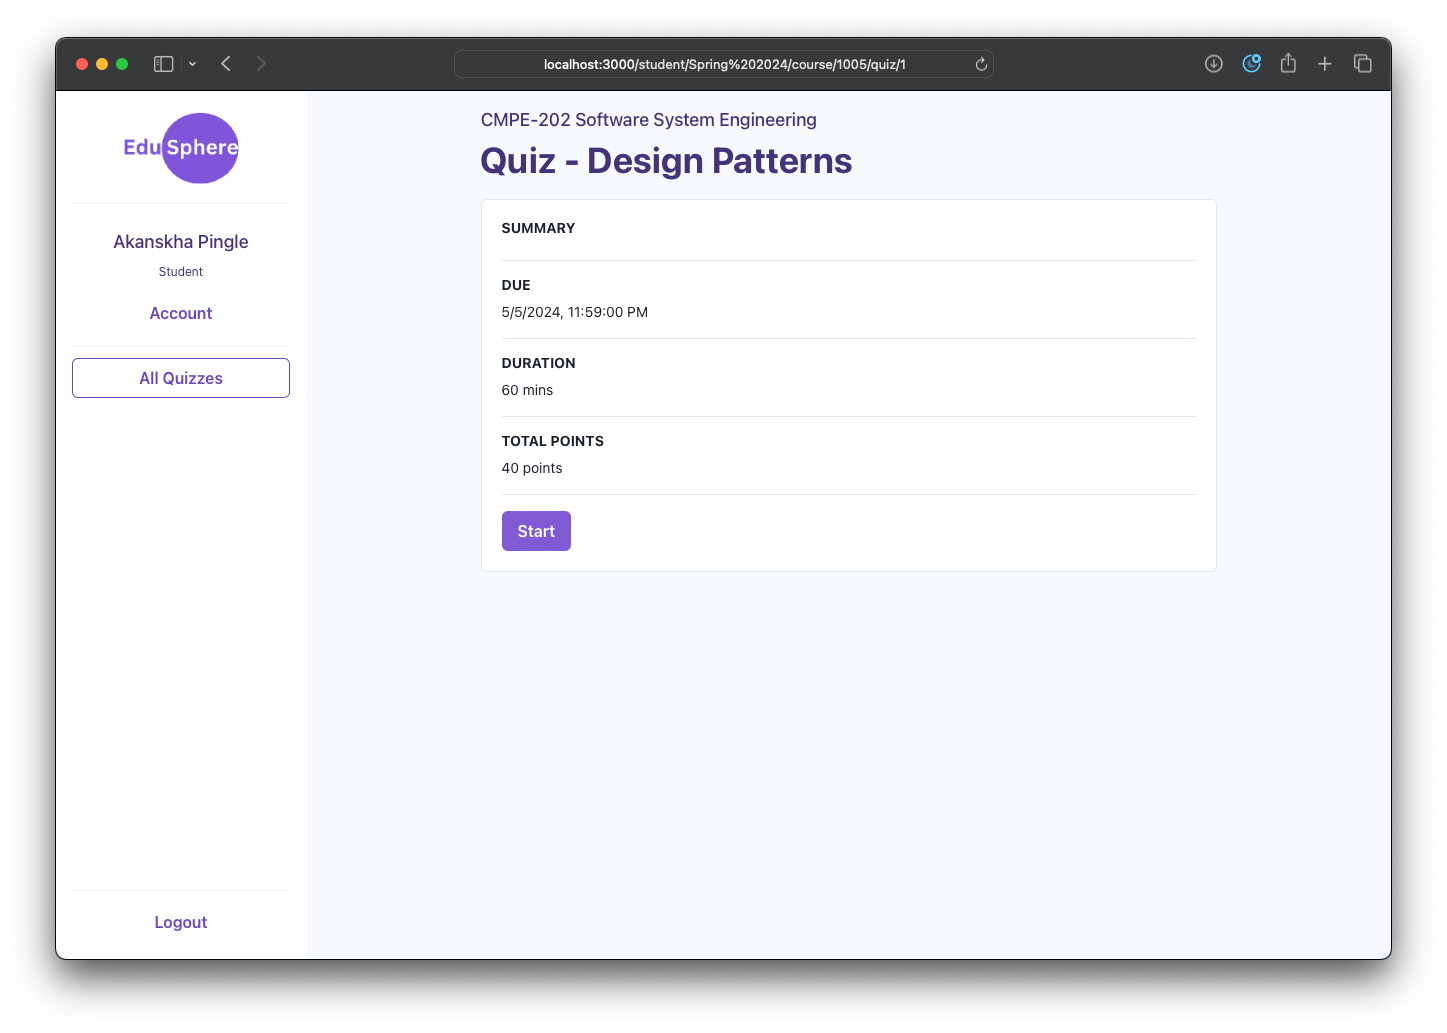 localhost:3000/student/Spring%202024/course/1005/quiz/1
EduSphere
Akanskha Pingle
Student
Account
All Quizzes
Logout
CMPE-202 Software System Engineering
Quiz - Design Patterns
SUMMARY
DUE
5/5/2024, 11:59:00 PM
DURATION
60 mins
TOTAL POINTS
40 points
Start